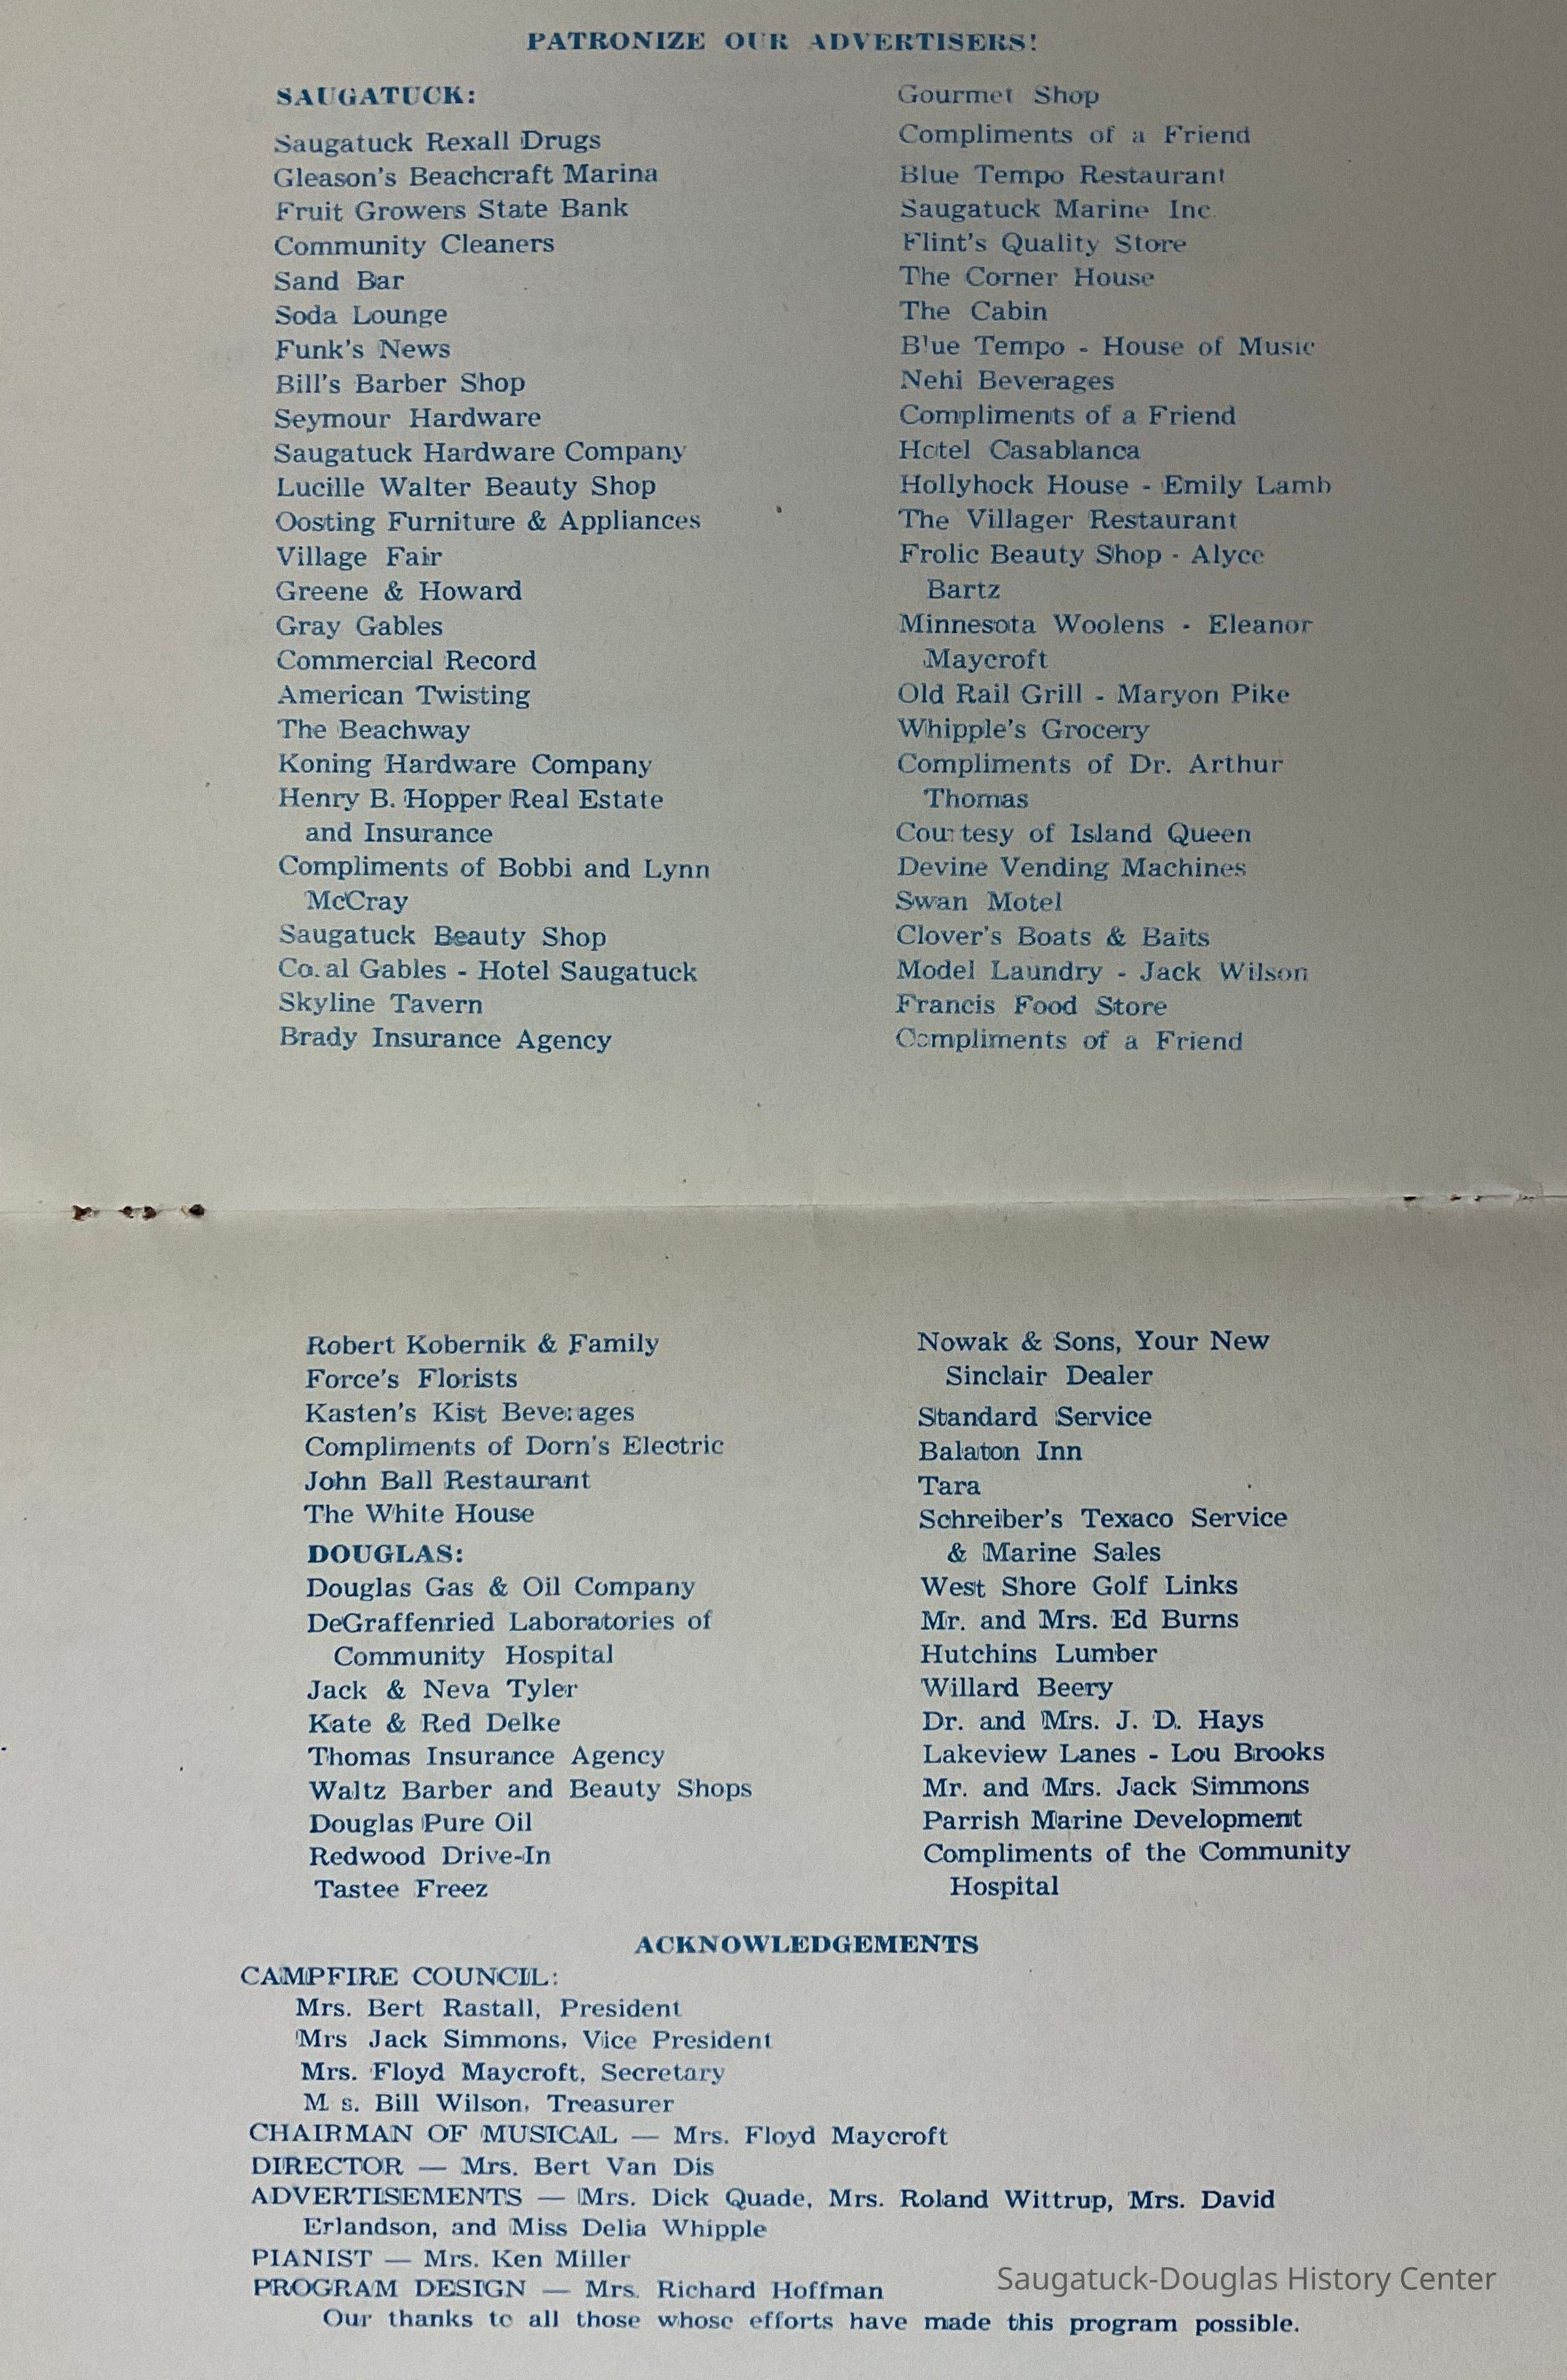 PATRONIZE OUR ADVERTISERS!
SAUGATUCK:
Saugatuck Rexall Drugs
Gleason's Beachcraft Marina
Fruit Growers State Bank
Community Cleaners
Sand Bar
Soda Lounge
Funk's News
Bill's Barber Shop
Seymour Hardware
Saugatuck Hardware Company
Lucille Walter Beauty Shop
Oosting Furniture & Appliances
Village Fair
Greene & Howard
Gray Gables
Commercial Record
American Twisting
The Beachway
Koning Hardware Company
Henry B. Hopper Real Estate
and Insurance
Compliments of Bobbi and Lynn
McCray
Saugatuck Beauty Shop
Co.al Gables - Hotel Saugatuck
Skyline Tavern
Brady Insurance Agency
Gourmet Shop
Compliments of a Friend
Blue Tempo Restaurant
Saugatuck Marine Inc.
Flint's Quality Store
The Corner House
The Cabin
Blue Tempo - House of Music
Nehi Beverages
Compliments of a Friend
Hotel Casablanca
Hollyhock House - Emily Lamb
The Villager Restaurant
Frolic Beauty Shop - Alyce
Bartz
Minnesota Woolens - Eleanor
Maycroft
Old Rail Grill - Maryon Pike
Whipple's Grocery
Compliments of Dr. Arthur
Thomas
Courtesy of Island Queen
Devine Vending Machines
Swan Motel
Clover's Boats & Baits
Model Laundry - Jack Wilson
Francis Food Store
Compliments of a Friend
Robert Kobernik & Family
Force's Florists
Kasten's Kist Beverages
Compliments of Dorn's Electric
John Ball Restaurant
The White House
DOUGLAS:
Douglas Gas & Oil Company
DeGraffenried Laboratories of
Community Hospital
Jack & Neva Tyler
Kate & Red Delke
Thomas Insurance Agency
Waltz Barber and Beauty Shops
Douglas Pure Oil
Redwood Drive-In
Tastee Freez
Nowak & Sons, Your New
Sinclair Dealer
Standard Service
Balaton Inn
Tara
Schreiber's Texaco Service
& Marine Sales
West Shore Golf Links
Mr. and Mrs. Ed Burns
Hutchins Lumber
Willard Beery
Dr. and Mrs. J. D. Hays
Lakeview Lanes - Lou Brooks
Mr. and Mrs. Jack Simmons
Parrish Marine Development
Compliments of the Community
Hospital
ACKNOWLEDGEMENTS
CAMPFIRE COUNCIL:
Mrs. Bert Rastall, President
Mrs Jack Simmons, Vice President
Mrs. Floyd Maycroft, Secretary
M s. Bill Wilson, Treasurer
CHAIRMAN OF MUSICAL — Mrs. Floyd Maycroft
DIRECTOR — Mrs. Bert Van Dis
ADVERTISEMENTS — Mrs. Dick Quade, Mrs. Roland Wittrup, Mrs. David
Erlandson, and Miss Delia Whipple
PIANIST — Mrs. Ken Miller
PROGRAM DESIGN — Mrs. Richard Hoffman
Our thanks to all those whose efforts have made this program possible.
Saugatuck-Douglas History Center